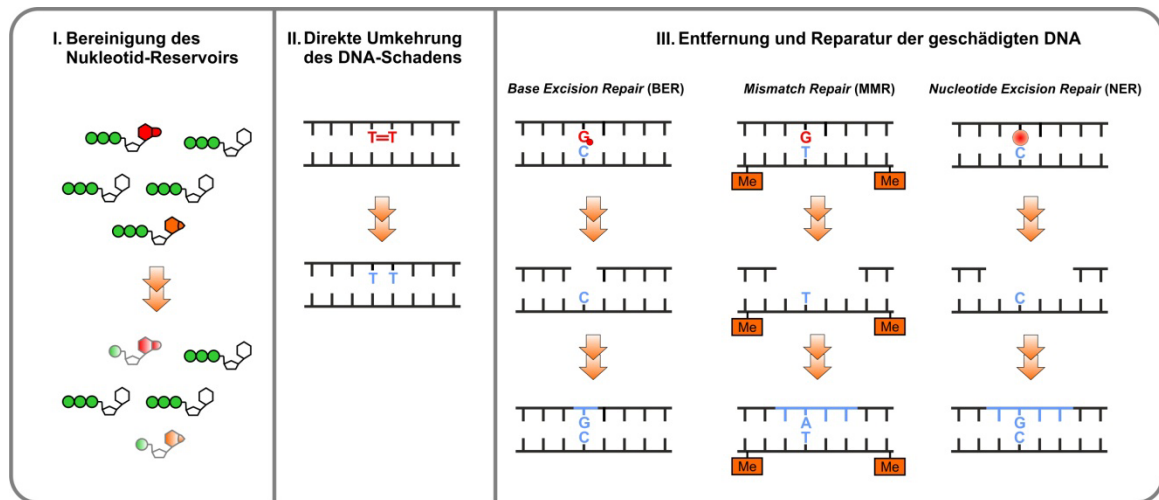 I. Bereinigung des
Nukleotid-Reservoirs
II. Direkte Umkehrung
des DNA-Schadens
T=T
T T
III. Entfernung und Reparatur der geschädigten DNA
Base Excision Repair (BER)
G
C
C
G
C
Mismatch Repair (MMR)
G
T
Me Me
T
Me Me
A
T
Me Me
Nucleotide Excision Repair (NER)
C
C
G
C